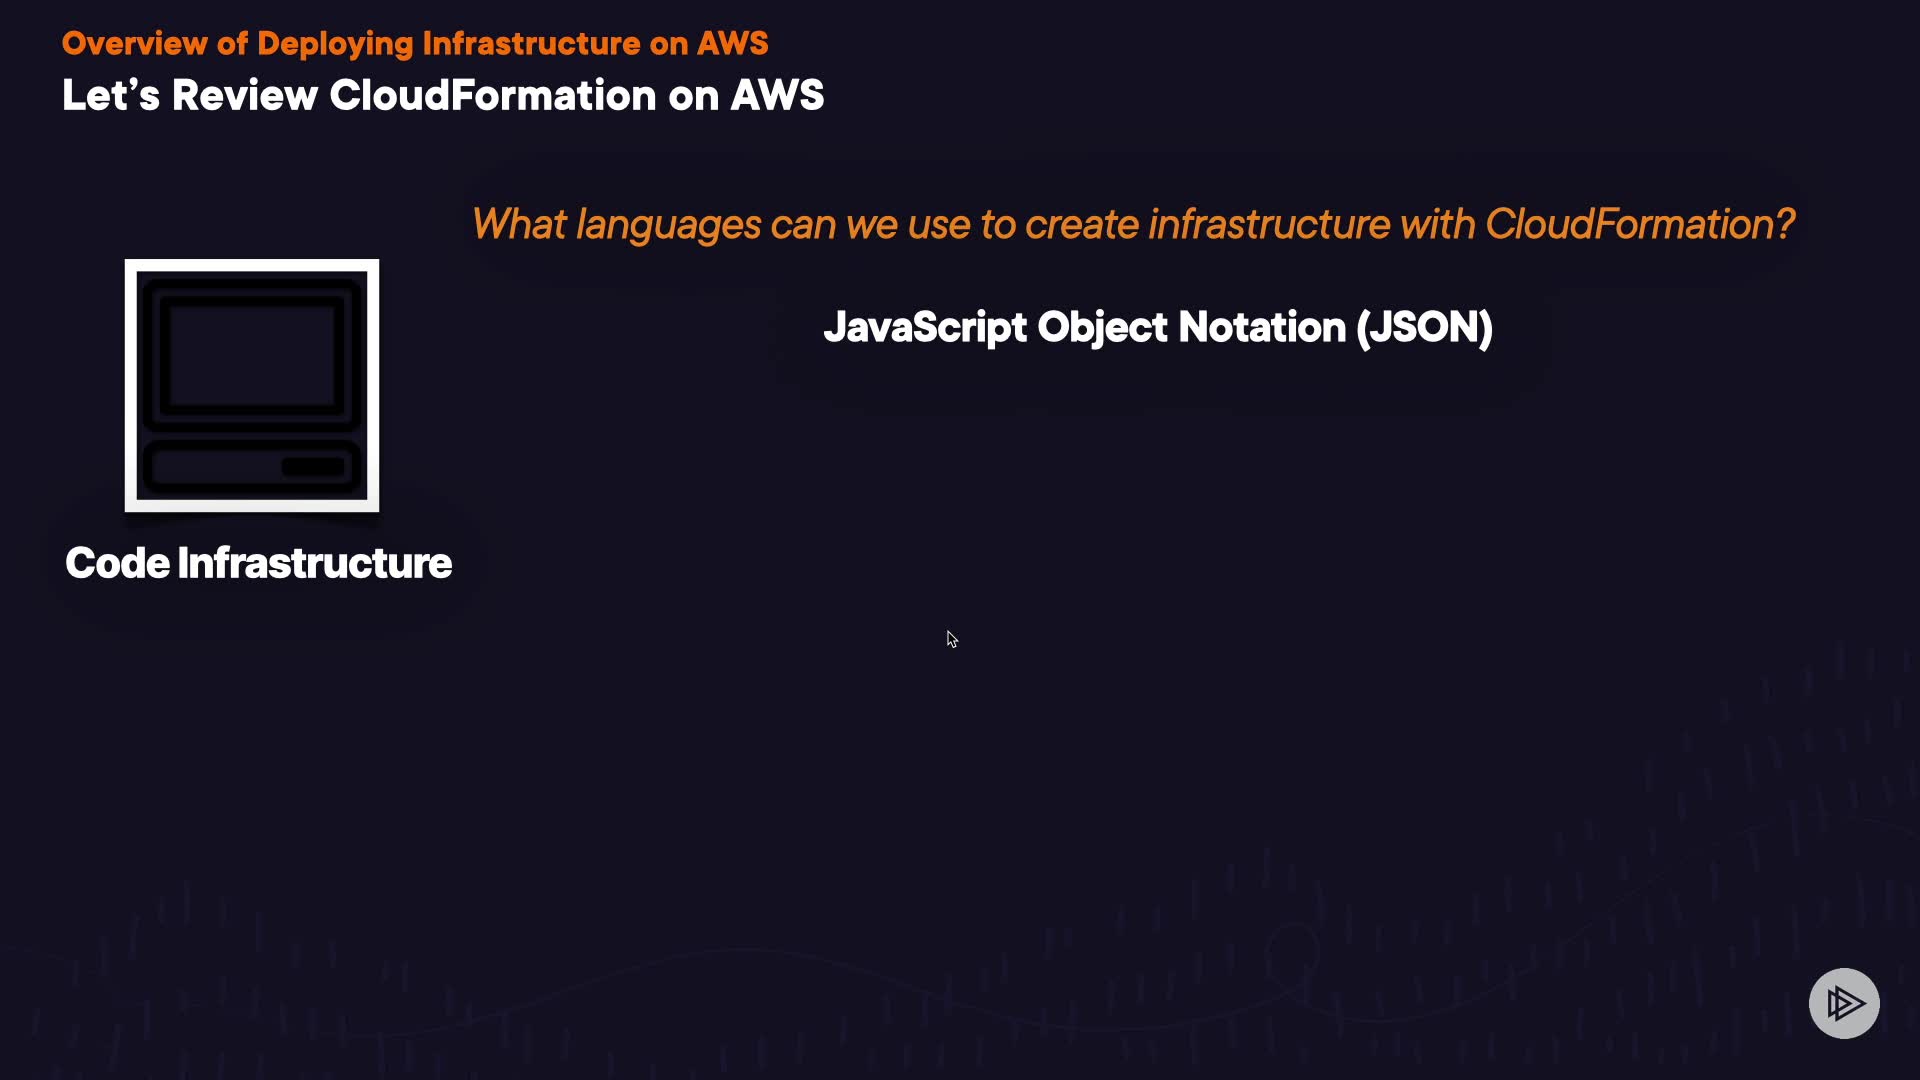 Overview of Deploying Infrastructure on AWS
Let’s Review CloudFormation on AWS
What languages can we use to create infrastructure with CloudFormation?
JavaScript Object Notation (JSON)
Code Infrastructure